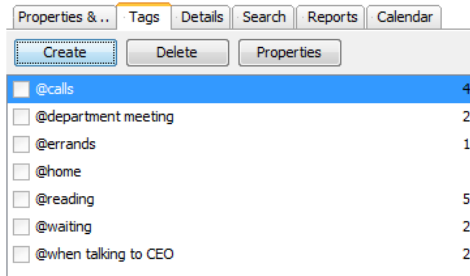 Properties & .. Tags Details Search Reports Calendar
Create Delete Properties
@calls 4
@department meeting 2
@errands 1
@home
@reading 5
@waiting 2
@when talking to CEO 2